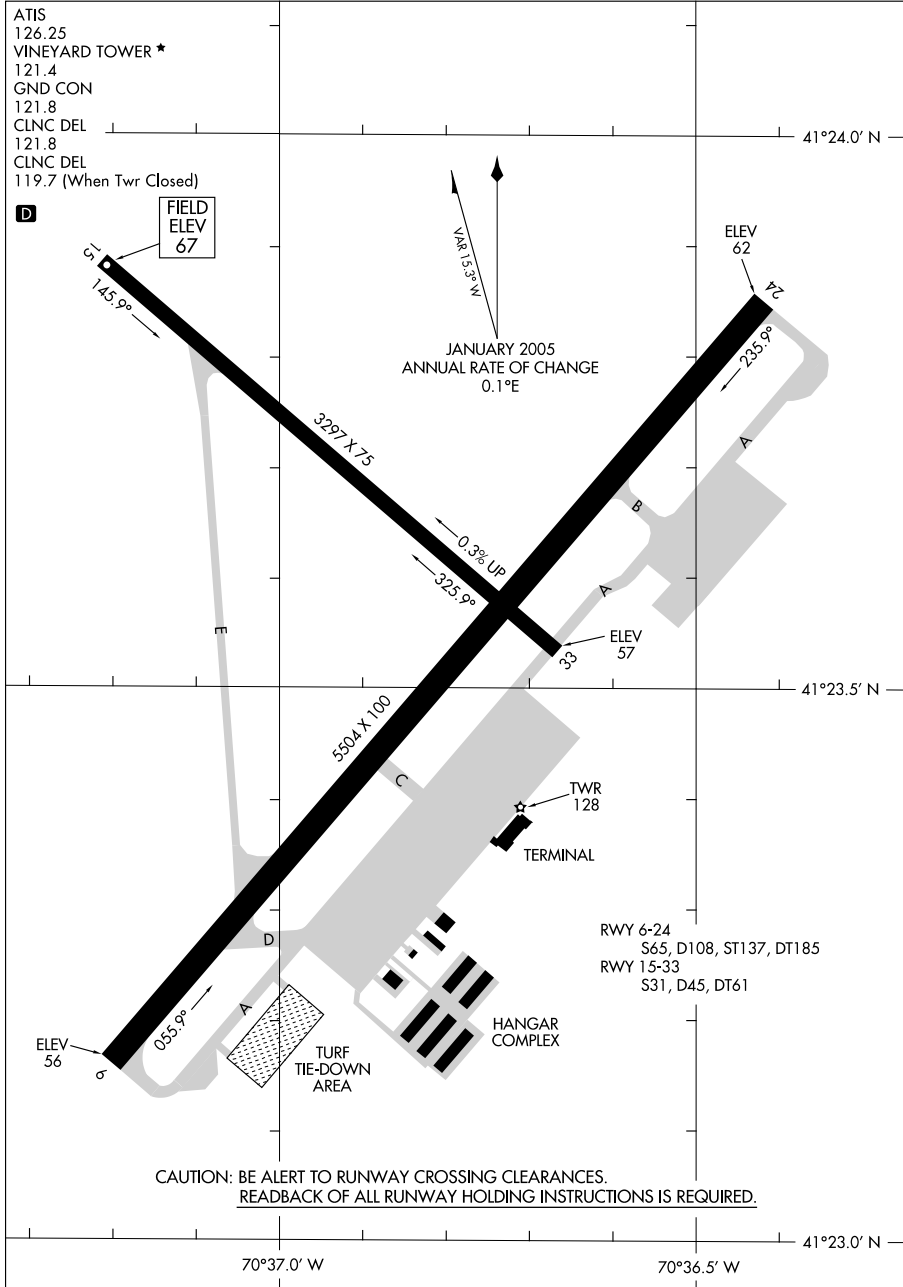 ATIS
126.25
VINEYARD TOWER ★
121.4
GND CON
121.8
CLNC DEL
121.8
CLNC DEL
119.7 (When Twr Closed)
D
41°24.0' N
FIELD
ELEV
67
15
145.9°
VAR 15.3° W
JANUARY 2005
ANNUAL RATE OF CHANGE
0.1°E
ELEV
62
24
235.9°
A
3297 X 75
B
0.3% UP
325.9°
A
E
ELEV
57
33
41°23.5' N
5504 X 100
C
TWR
128
TERMINAL
D
RWY 6-24
S65, D108, ST137, DT185
RWY 15-33
S31, D45, DT61
A
055.9°
ELEV
56
6
TURF
TIE-DOWN
AREA
HANGAR
COMPLEX
CAUTION: BE ALERT TO RUNWAY CROSSING CLEARANCES.
READBACK OF ALL RUNWAY HOLDING INSTRUCTIONS IS REQUIRED.
41°23.0' N
70°37.0' W
70°36.5' W